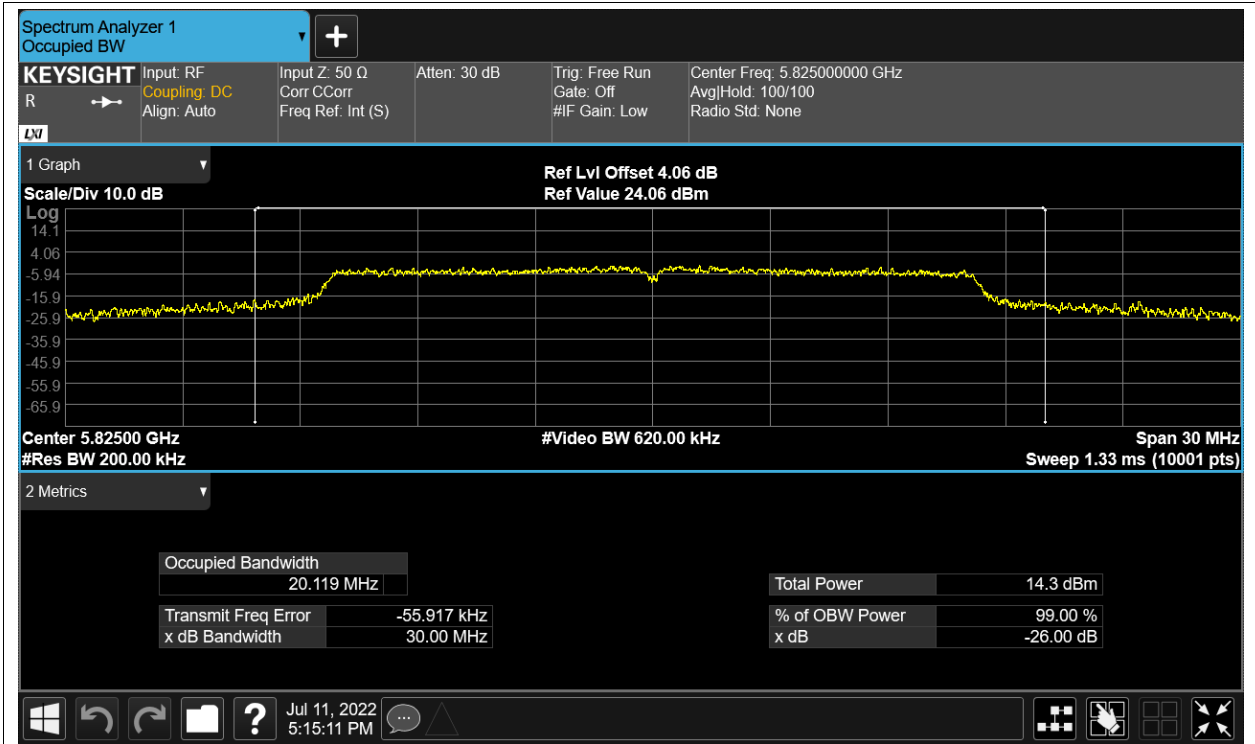 Spectrum Analyzer 1
Occupied BW
KEYSIGHT
R
LXI
Input: RF
Coupling: DC
Align: Auto
Input Z: 50 Ω
Corr CCorr
Freq Ref: Int (S)
Atten: 30 dB
Trig: Free Run
Gate: Off
#IF Gain: Low
Center Freq: 5.825000000 GHz
Avg|Hold: 100/100
Radio Std: None
1 Graph
Scale/Div 10.0 dB
Ref Lvl Offset 4.06 dB
Ref Value 24.06 dBm
Log
14.1
4.06
-5.94
-15.9
-25.9
-35.9
-45.9
-55.9
-65.9
Center 5.82500 GHz
#Video BW 620.00 kHz
Span 30 MHz
#Res BW 200.00 kHz
Sweep 1.33 ms (10001 pts)
2 Metrics
Occupied Bandwidth
20.119 MHz
Transmit Freq Error -55.917 kHz
x dB Bandwidth 30.00 MHz
Total Power 14.3 dBm
% of OBW Power 99.00 %
x dB -26.00 dB
?
Jul 11, 2022
5:15:11 PM